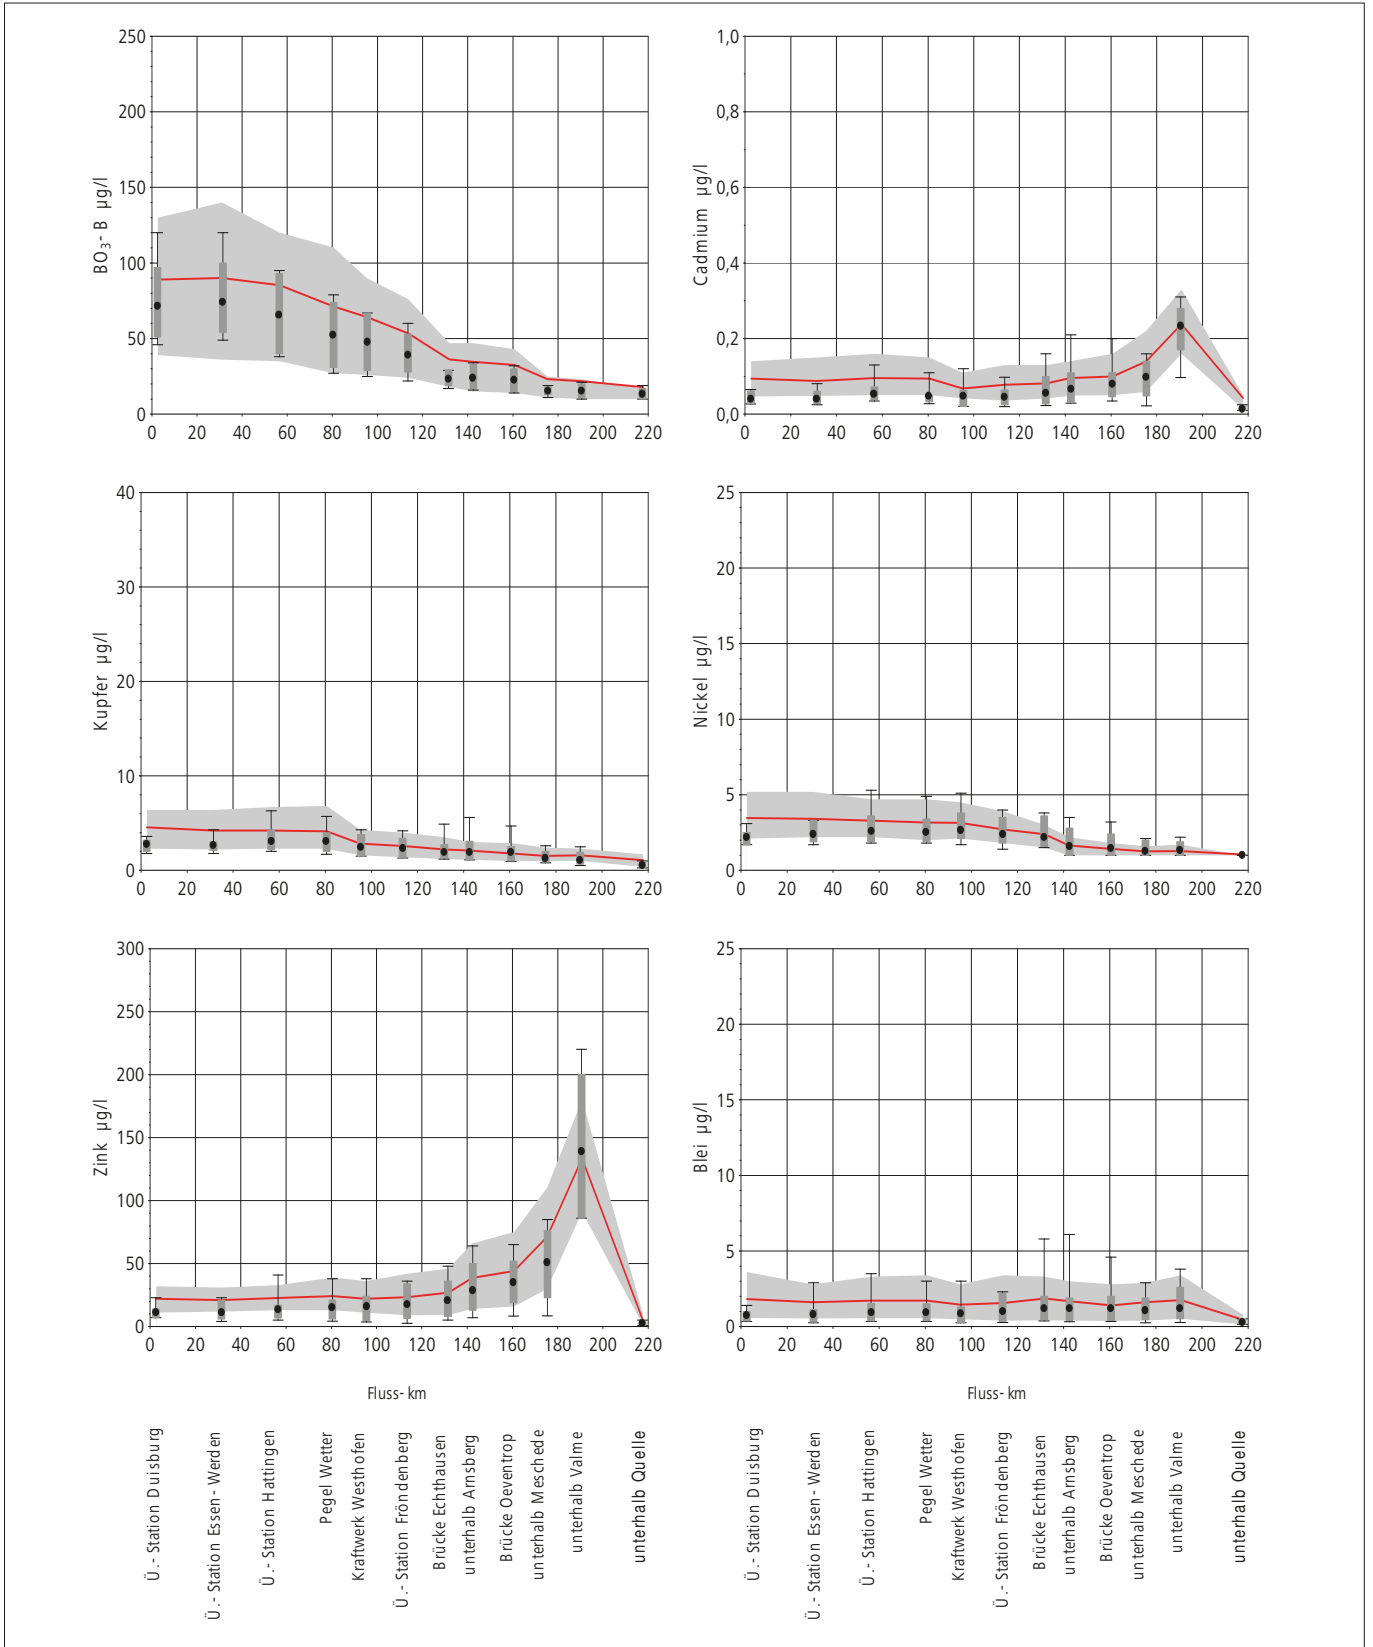 BO3-B µg/l
250
200
150
100
50
0
0 20 40 60 80 100 120 140 160 180 200 220
Cadmium µg/l
1,0
0,8
0,6
0,4
0,2
0,0
0 20 40 60 80 100 120 140 160 180 200 220
Kupfer µg/l
40
30
20
10
0
0 20 40 60 80 100 120 140 160 180 200 220
Nickel µg/l
25
20
15
10
5
0
0 20 40 60 80 100 120 140 160 180 200 220
Zink µg/l
300
250
200
150
100
50
0
0 20 40 60 80 100 120 140 160 180 200 220
Fluss-km
Blei µg/l
25
20
15
10
5
0
0 20 40 60 80 100 120 140 160 180 200 220
Fluss-km
Ü.-Station Duisburg
Ü.-Station Essen-Werden
Ü.-Station Hattingen
Pegel Wetter
Kraftwerk Westhofen
Ü.-Station Fröndenberg
Brücke Echthausen
unterhalb Arnsberg
Brücke Oeventrop
unterhalb Meschede
unterhalb Valme
unterhalb Quelle
Ü.-Station Duisburg
Ü.-Station Essen-Werden
Ü.-Station Hattingen
Pegel Wetter
Kraftwerk Westhofen
Ü.-Station Fröndenberg
Brücke Echthausen
unterhalb Arnsberg
Brücke Oeventrop
unterhalb Meschede
unterhalb Valme
unterhalb Quelle